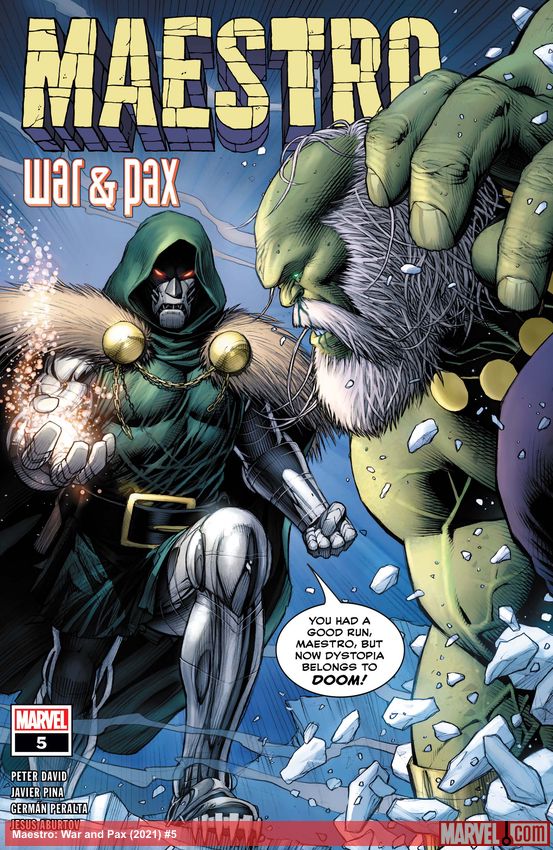 MAESTRO
WAR & PAX
YOU HAD A
GOOD RUN,
MAESTRO, BUT
NOW DYSTOPIA
BELONGS TO
DOOM!
MARVEL
5
PETER DAVID
JAVIER PINA
GERMÁN PERALTA
JESUS ABURTOV
Maestro: War and Pax (2021) #5
MARVEL.com